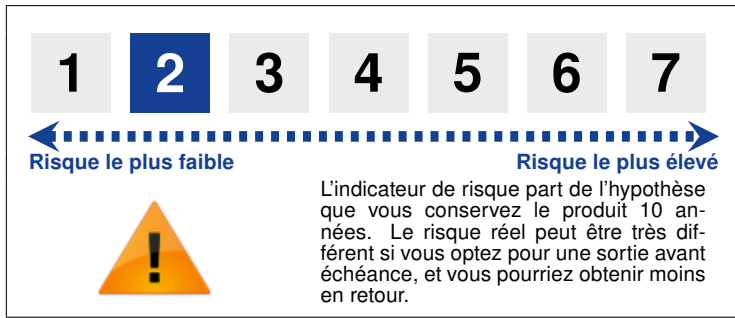 1 2 3 4 5 6 7
Risque le plus faible Risque le plus élevé
L'indicateur de risque part de l'hypothèse
que vous conservez le produit 10 an-
nées. Le risque réel peut être très dif-
férent si vous optez pour une sortie avant
échéance, et vous pourriez obtenir moins
en retour.
!